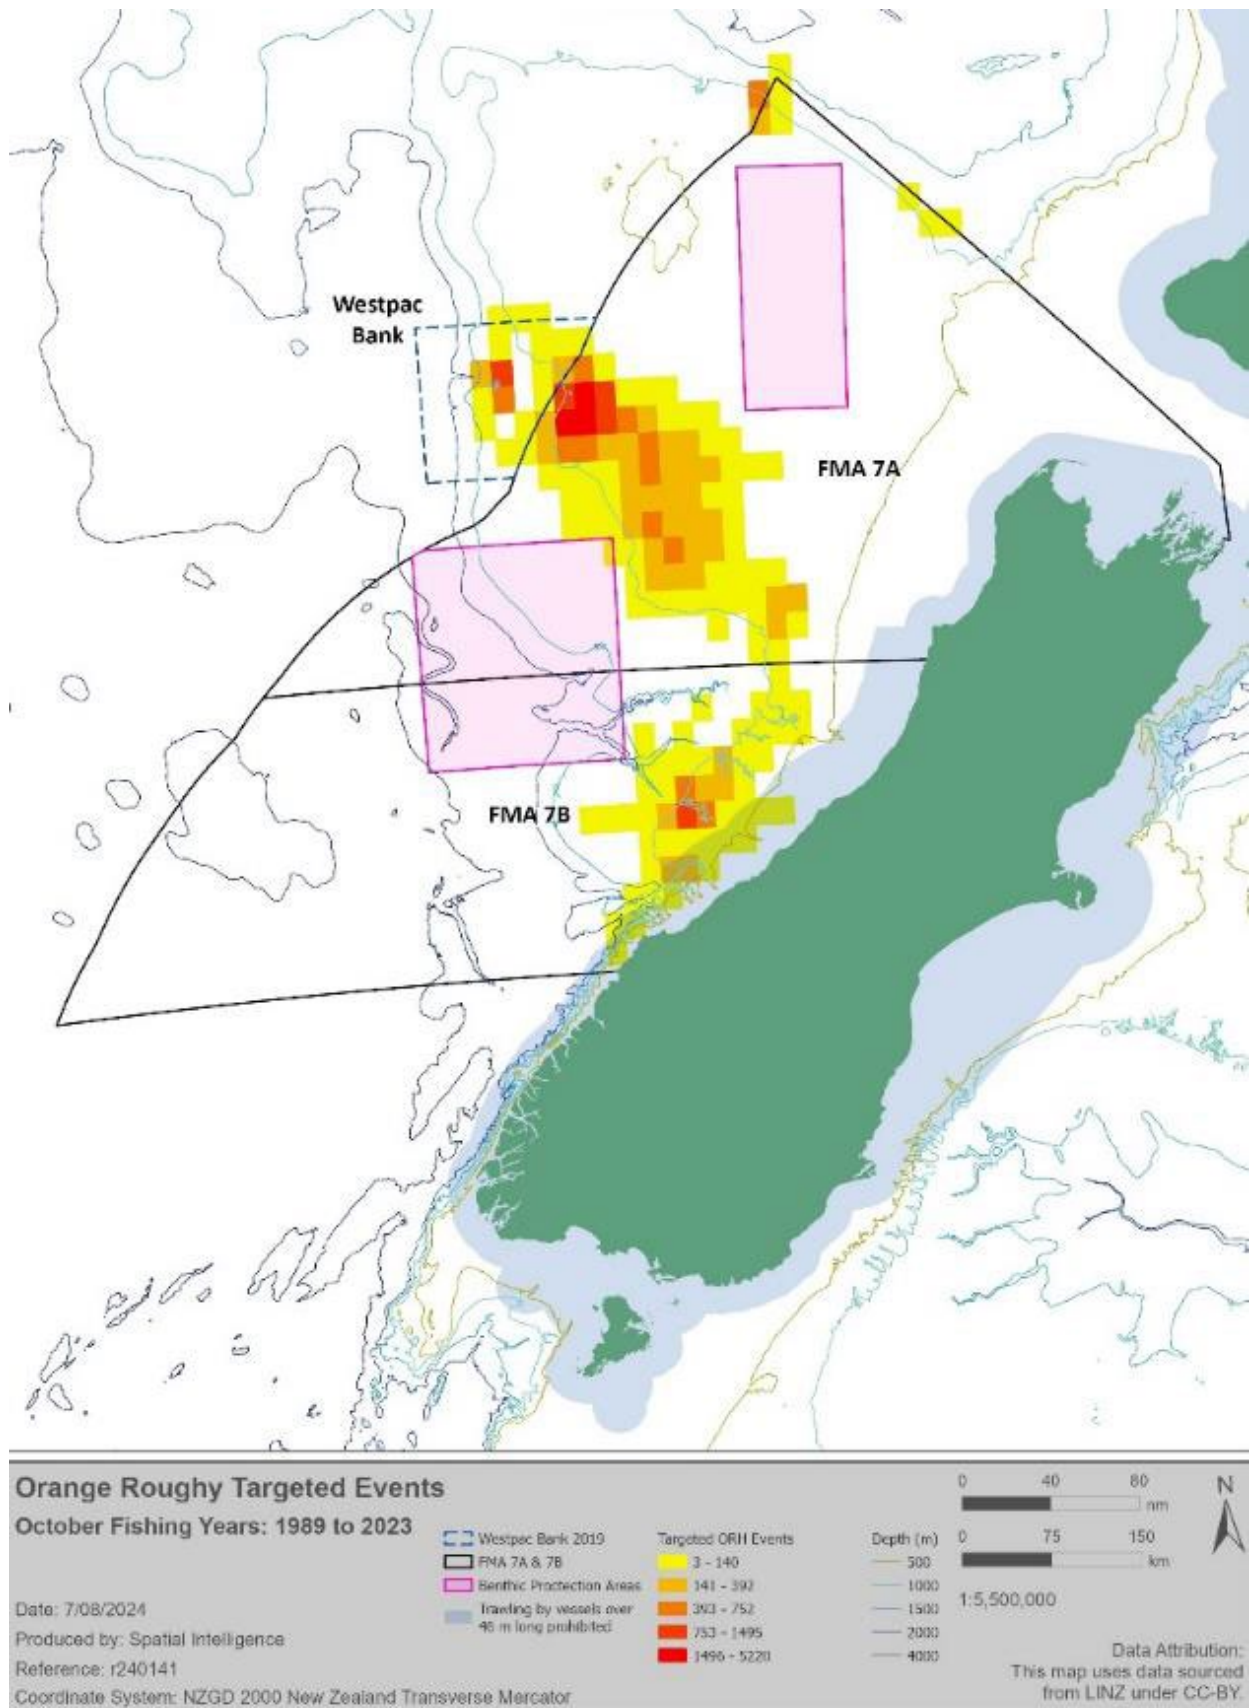 Westpac
Bank
FMA 7A
FMA 7B
Orange Roughy Targeted Events
October Fishing Years: 1989 to 2023
Date: 7/08/2024
Produced by: Spatial Intelligence
Reference: r240141
Coordinate System: NZGD 2000 New Zealand Transverse Mercator
Westpac Bank 2019
FMA 7A & 7B
Benthic Proctection Areas
Trawling by vessels over
46 m long prohibited
Targeted ORH Events
3 - 140
141 - 392
393 - 752
753 - 1495
1496 - 5220
Depth (m)
500
1000
1500
2000
4000
0 40 80
nm
0 75 150
km
1:5,500,000
N
Data Attribution:
This map uses data sourced
from LINZ under CC-BY.